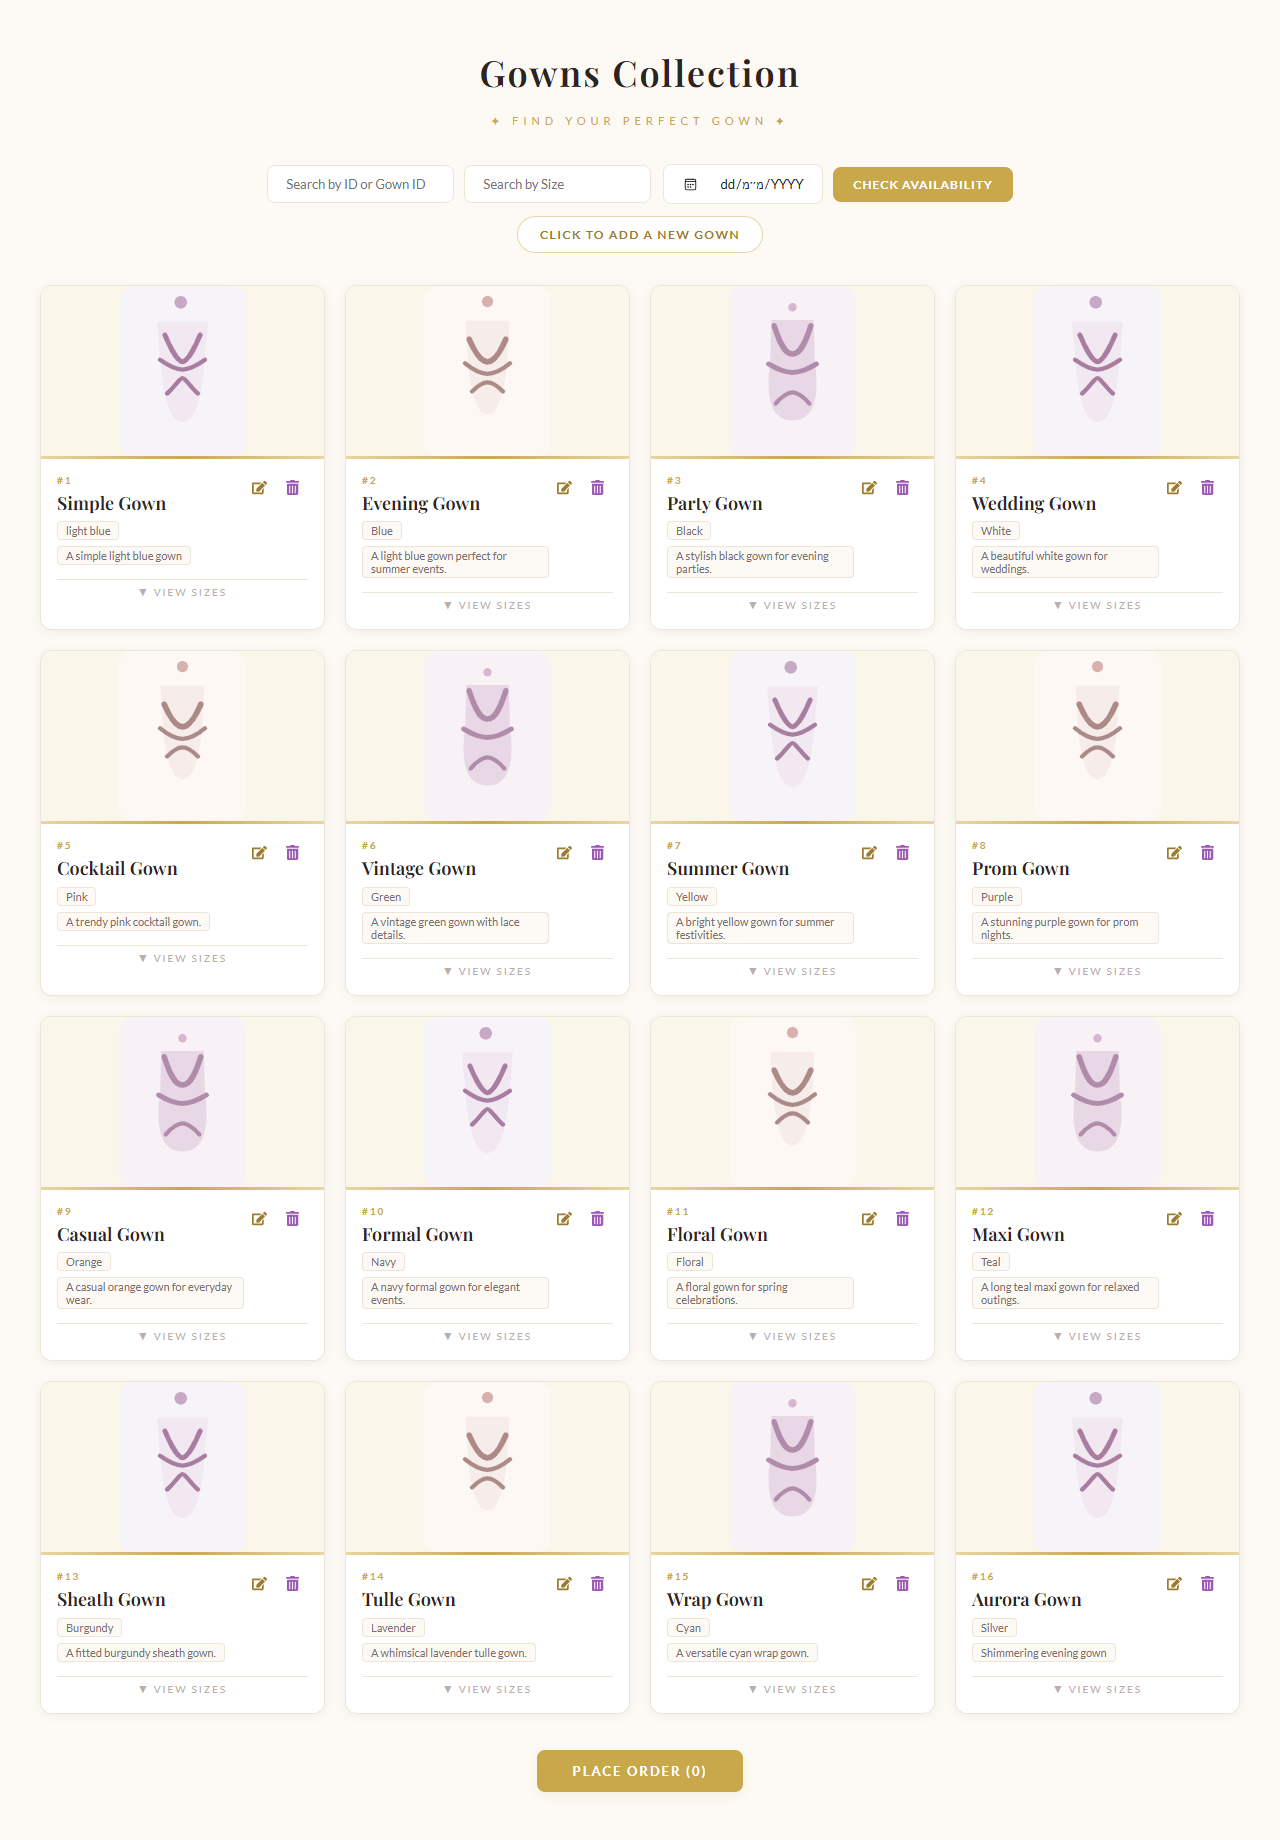 Gowns Collection
✦ FIND YOUR PERFECT GOWN ✦
Search by ID or Gown ID
Search by Size
dd/מ״מ/YYYY
CHECK AVAILABILITY
CLICK TO ADD A NEW GOWN
#1
Simple Gown
light blue
A simple light blue gown
▼ VIEW SIZES
#2
Evening Gown
Blue
A light blue gown perfect for
summer events.
▼ VIEW SIZES
#3
Party Gown
Black
A stylish black gown for evening
parties.
▼ VIEW SIZES
#4
Wedding Gown
White
A beautiful white gown for
weddings.
▼ VIEW SIZES
#5
Cocktail Gown
Pink
A trendy pink cocktail gown.
▼ VIEW SIZES
#6
Vintage Gown
Green
A vintage green gown with lace
details.
▼ VIEW SIZES
#7
Summer Gown
Yellow
A bright yellow gown for summer
festivities.
▼ VIEW SIZES
#8
Prom Gown
Purple
A stunning purple gown for prom
nights.
▼ VIEW SIZES
#9
Casual Gown
Orange
A casual orange gown for everyday
wear.
▼ VIEW SIZES
#10
Formal Gown
Navy
A navy formal gown for elegant
events.
▼ VIEW SIZES
#11
Floral Gown
Floral
A floral gown for spring
celebrations.
▼ VIEW SIZES
#12
Maxi Gown
Teal
A long teal maxi gown for relaxed
outings.
▼ VIEW SIZES
#13
Sheath Gown
Burgundy
A fitted burgundy sheath gown.
▼ VIEW SIZES
#14
Tulle Gown
Lavender
A whimsical lavender tulle gown.
▼ VIEW SIZES
#15
Wrap Gown
Cyan
A versatile cyan wrap gown.
▼ VIEW SIZES
#16
Aurora Gown
Silver
Shimmering evening gown
▼ VIEW SIZES
PLACE ORDER (0)